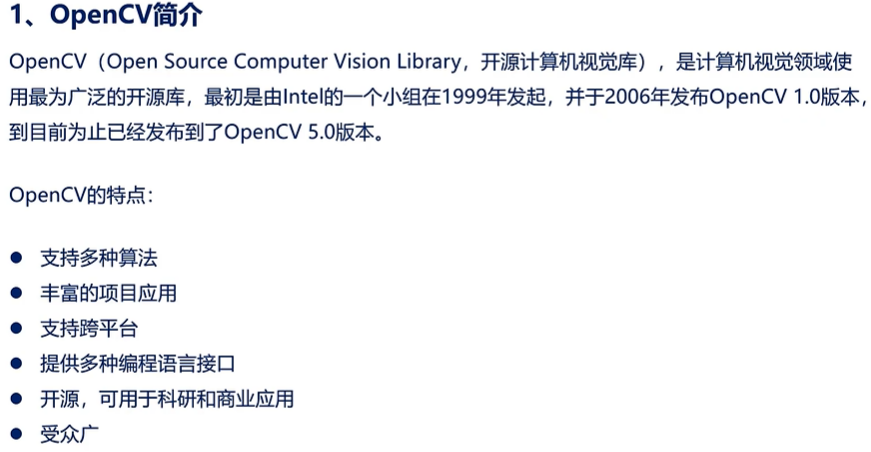 1、OpenCV简介
OpenCV（Open Source Computer Vision Library，开源计算机视觉库），是计算机视觉领域使
用最为广泛的开源库，最初是由Intel的一个小组在1999年发起，并于2006年发布OpenCV 1.0版本，
到目前为止已经发布到了OpenCV 5.0版本。
OpenCV的特点：
● 支持多种算法
● 丰富的项目应用
● 支持跨平台
● 提供多种编程语言接口
● 开源，可用于科研和商业应用
● 受众广